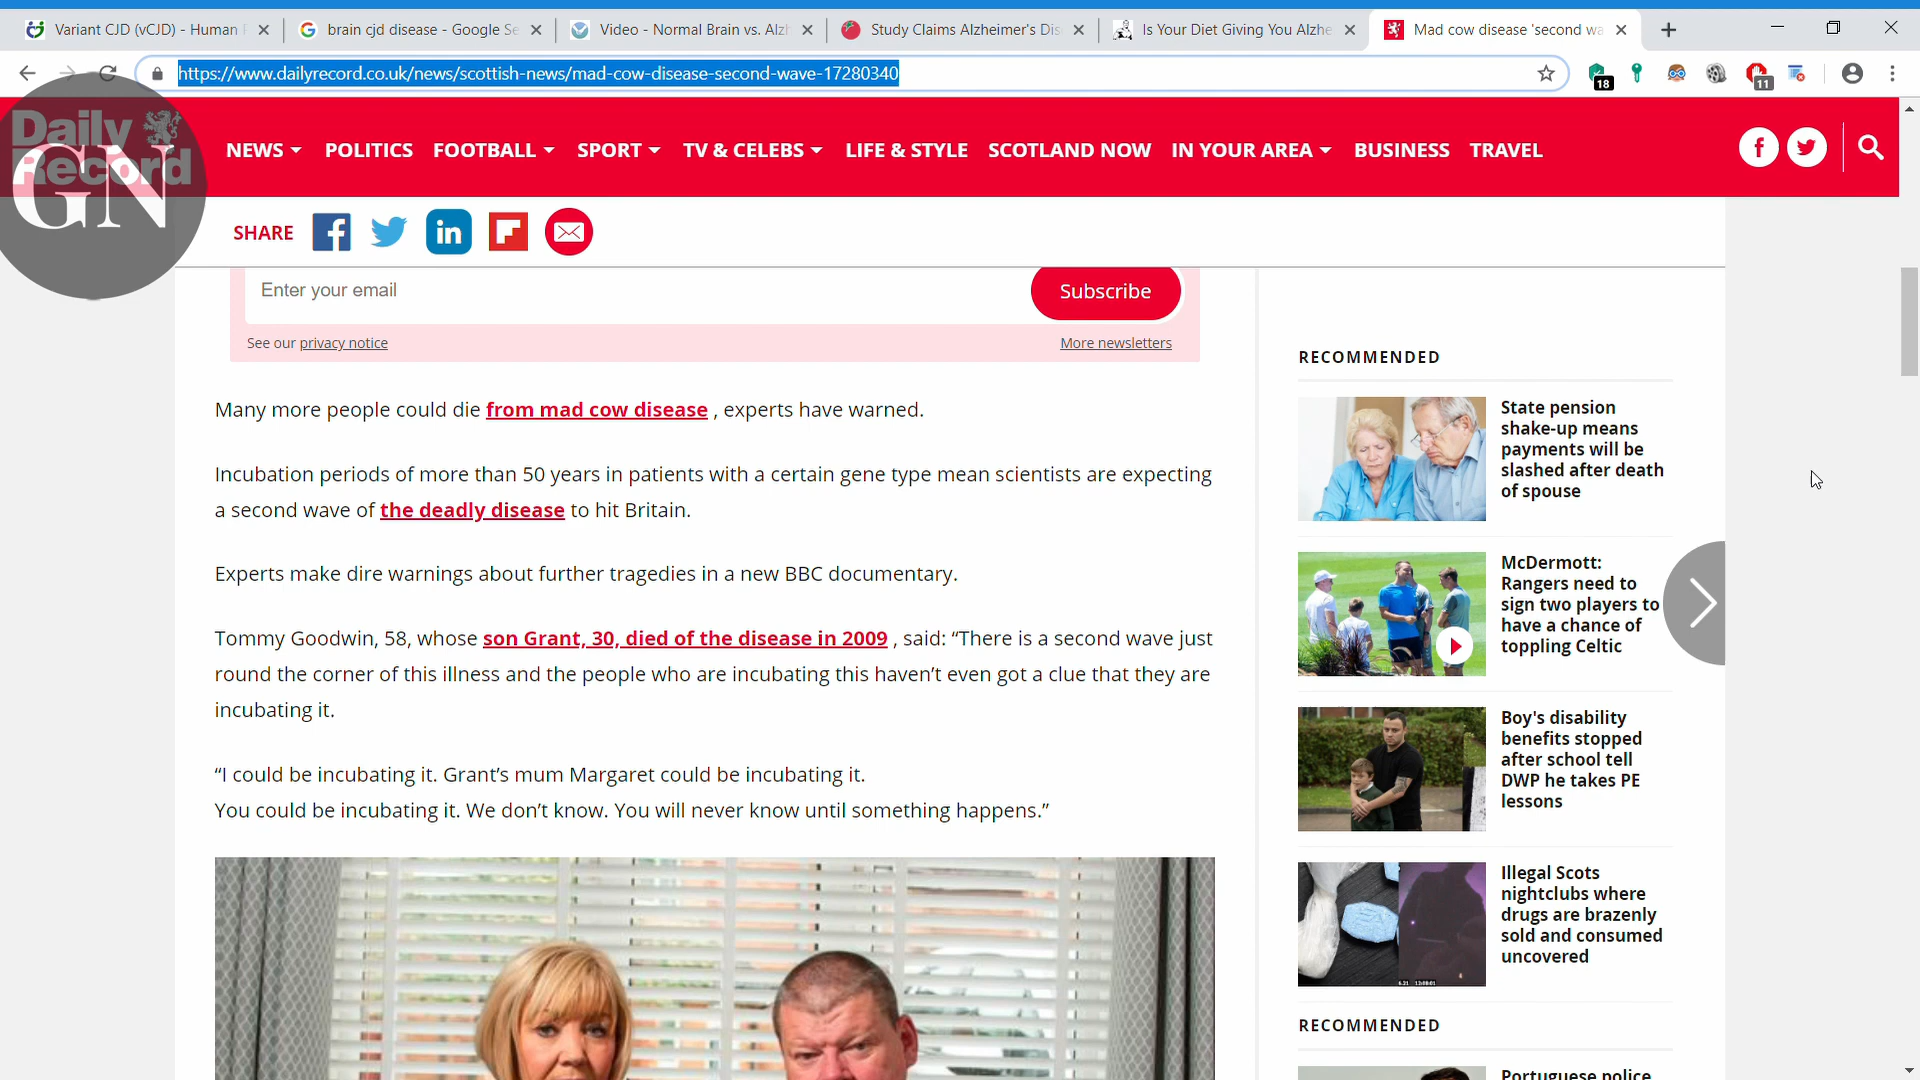 Variant CJD (vCJD) - Human
brain cjd disease - Google Se
Video - Normal Brain vs. Alzh
Study Claims Alzheimer's Dis
Is Your Diet Giving You Alzhe
Mad cow disease 'second wa
https://www.dailyrecord.co.uk/news/scottish-news/mad-cow-disease-second-wave-17280340
18
11
Daily
Record
GN
NEWS
POLITICS
FOOTBALL
SPORT
TV & CELEBS
LIFE & STYLE
SCOTLAND NOW
IN YOUR AREA
BUSINESS
TRAVEL
SHARE
Enter your email
Subscribe
See our privacy notice
More newsletters
Many more people could die from mad cow disease , experts have warned.
Incubation periods of more than 50 years in patients with a certain gene type mean scientists are expecting
a second wave of the deadly disease to hit Britain.
Experts make dire warnings about further tragedies in a new BBC documentary.
Tommy Goodwin, 58, whose son Grant, 30, died of the disease in 2009 , said: “There is a second wave just
round the corner of this illness and the people who are incubating this haven’t even got a clue that they are
incubating it.
“I could be incubating it. Grant’s mum Margaret could be incubating it.
You could be incubating it. We don’t know. You will never know until something happens.”
RECOMMENDED
State pension
shake-up means
payments will be
slashed after death
of spouse
McDermott:
Rangers need to
sign two players to
have a chance of
toppling Celtic
Boy's disability
benefits stopped
after school tell
DWP he takes PE
lessons
Illegal Scots
nightclubs where
drugs are brazenly
sold and consumed
uncovered
RECOMMENDED
Portuguese police